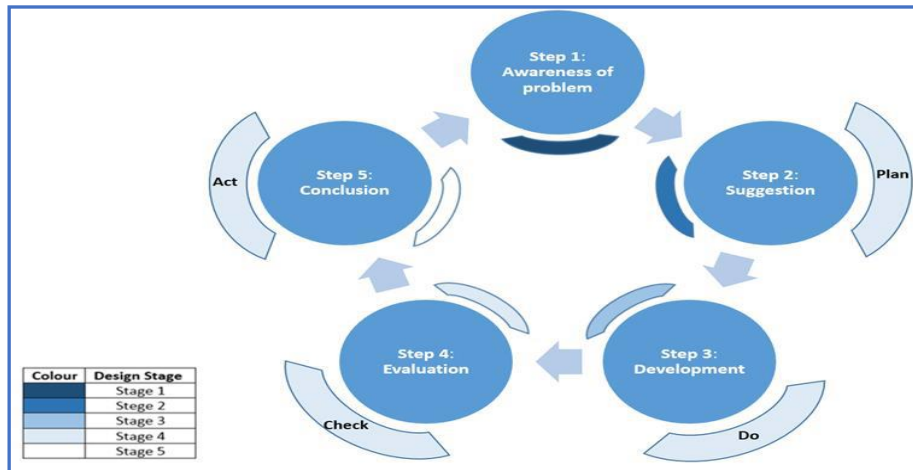 Step 1:
Awareness of
problem
Step 2:
Suggestion
Plan
Step 3:
Development
Do
Step 4:
Evaluation
Check
Step 5:
Conclusion
Act
Colour Design Stage
Stage 1
Stege 2
Stage 3
Stage 4
Stage 5